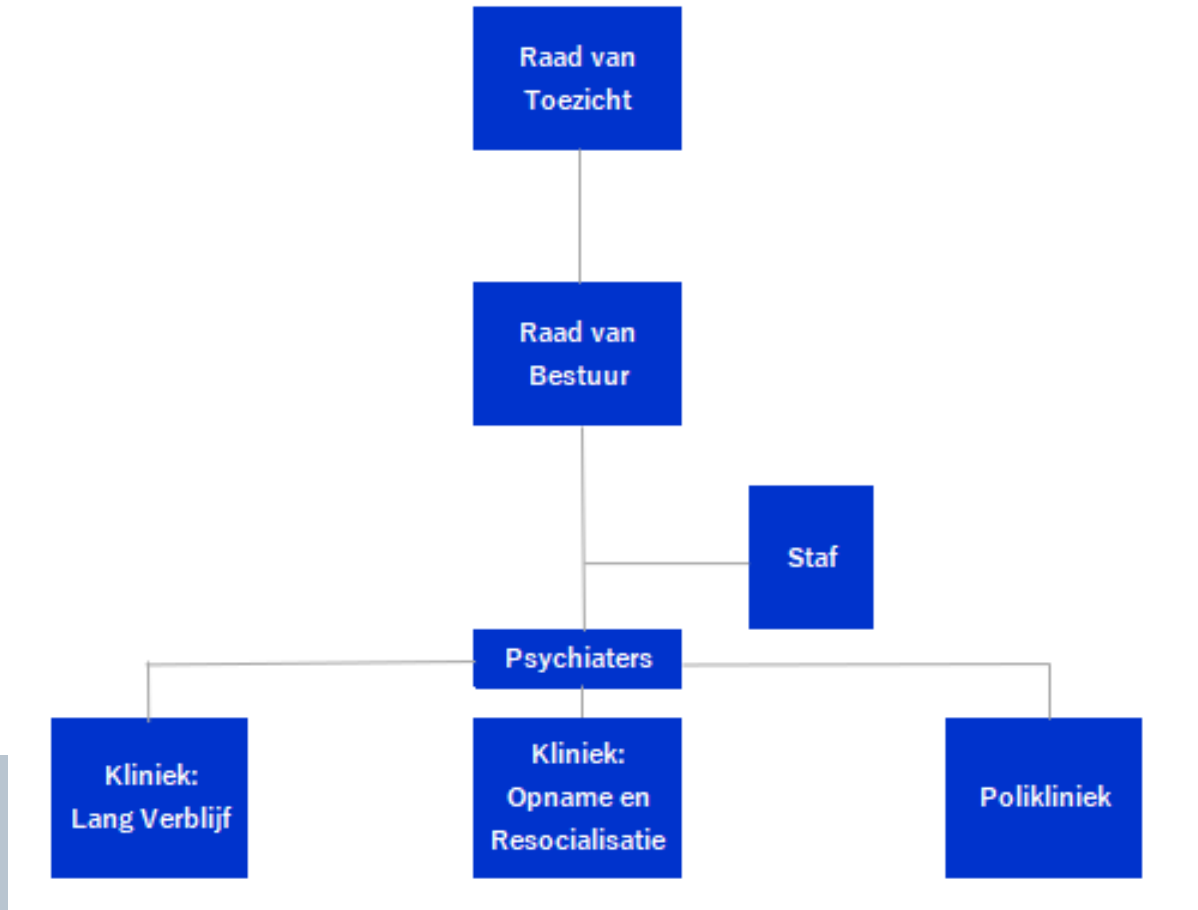 Raad van
Toezicht
Raad van
Bestuur
Staf
Psychiaters
Kliniek:
Lang Verblijf
Kliniek:
Opname en
Resocialisatie
Polikliniek